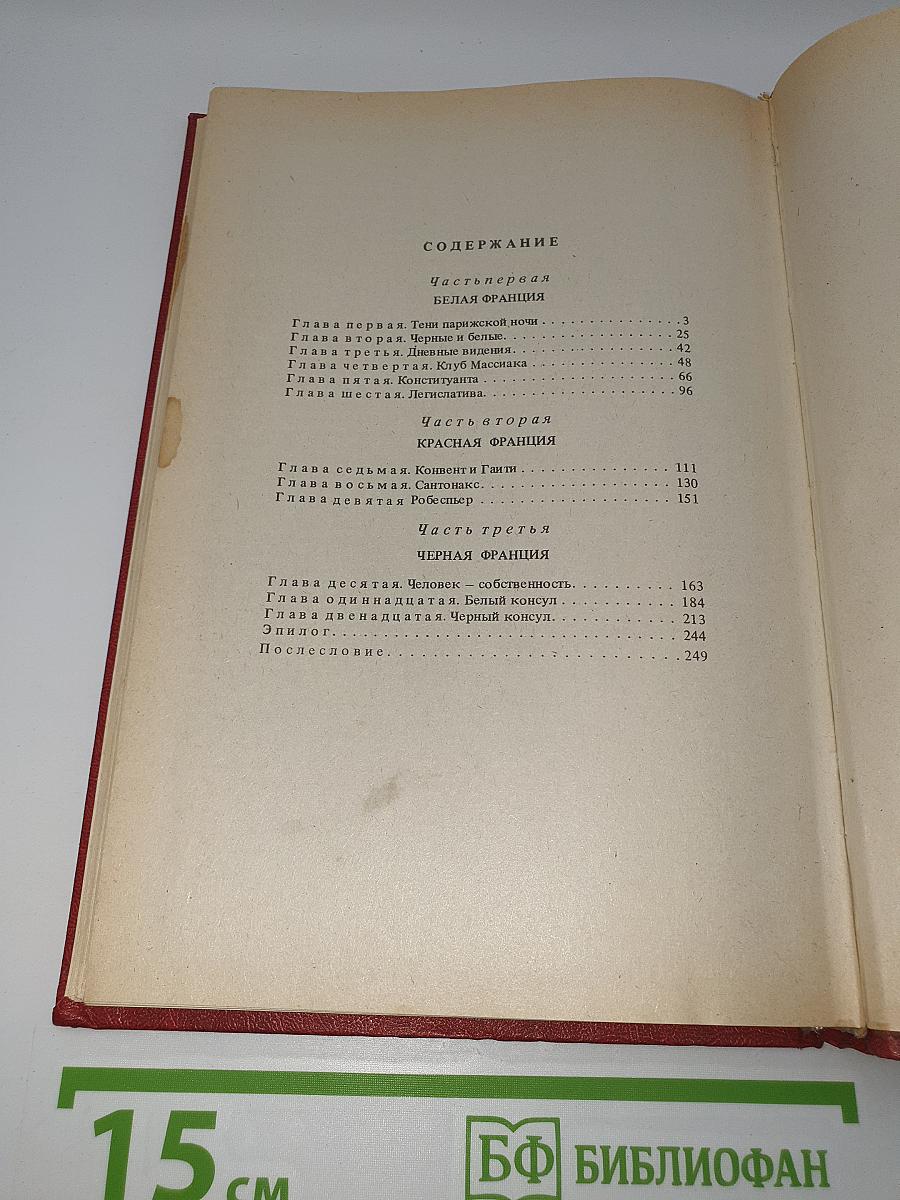 СОДЕРЖАНИЕ
Часть первая
БЕЛАЯ ФРАНЦИЯ
Глава первая. Тени парижской ночи . . . . . . . . . . . . . . . 3
Глава вторая. Черные и белые. . . . . . . . . . . . . . . . . . 25
Глава третья. Дневные видения. . . . . . . . . . . . . . . . . 42
Глава четвертая. Клуб Массиака . . . . . . . . . . . . . . . 48
Глава пятая. Конституанта . . . . . . . . . . . . . . . . . . . . 66
Глава шестая. Легислатива. . . . . . . . . . . . . . . . . . . . 96
Часть вторая
КРАСНАЯ ФРАНЦИЯ
Глава седьмая. Конвент и Гаити . . . . . . . . . . . . . . . 111
Глава восьмая. Сантонакс. . . . . . . . . . . . . . . . . . . 130
Глава девятая Робеспьер . . . . . . . . . . . . . . . . . . . 151
Часть третья
ЧЕРНАЯ ФРАНЦИЯ
Глава десятая. Человек — собственность. . . . . . . . . . 163
Глава одиннадцатая. Белый консул . . . . . . . . . . . . 184
Глава двенадцатая. Черный консул. . . . . . . . . . . . 213
Эпилог. . . . . . . . . . . . . . . . . . . . . . . . . . . . . . . . . . 244
Послесловие. . . . . . . . . . . . . . . . . . . . . . . . . . . . 249
15 см
БФ БИБЛИОФАН